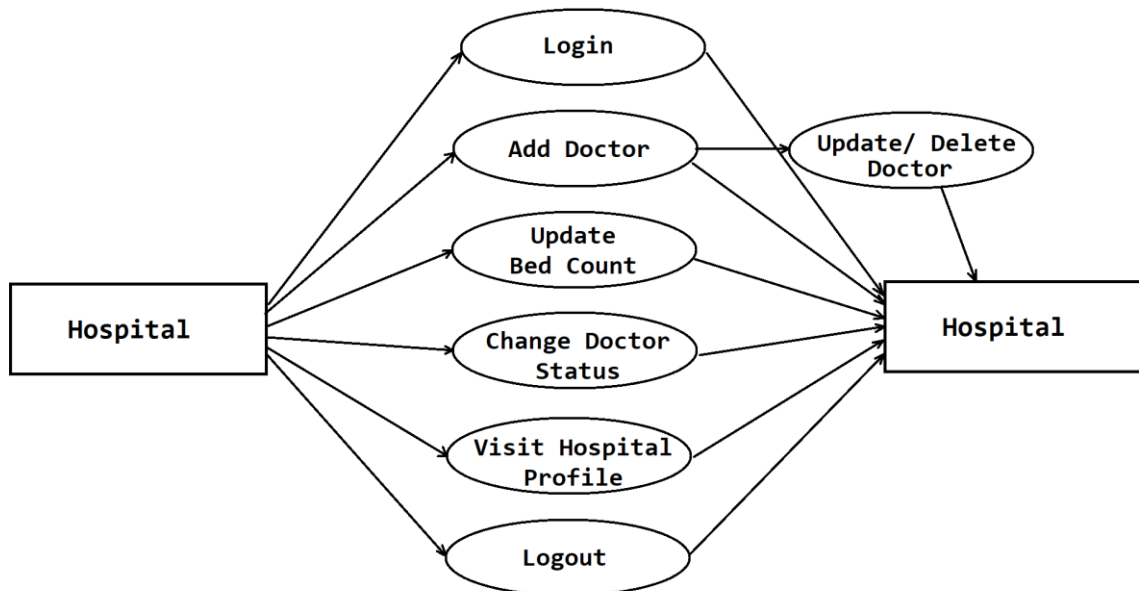 Login
Add Doctor
Update/ Delete
Doctor
Update
Bed Count
Hospital
Hospital
Change Doctor
Status
Visit Hospital
Profile
Logout